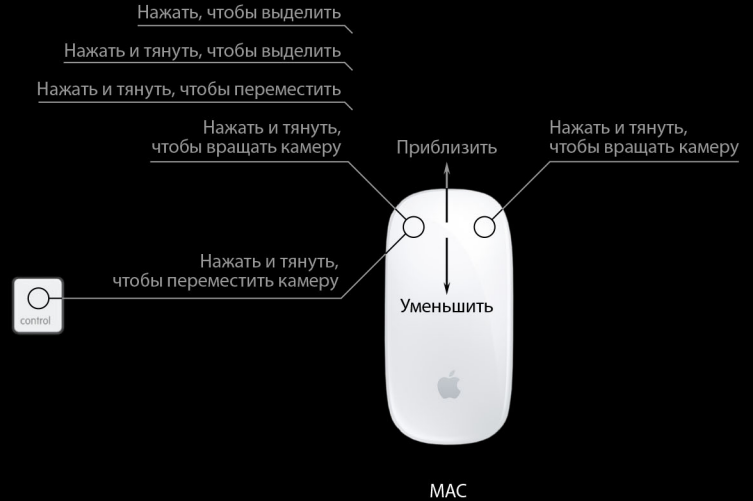 Нажать, чтобы выделить
Нажать и тянуть, чтобы выделить
Нажать и тянуть, чтобы переместить
Нажать и тянуть,
чтобы вращать камеру
Приблизить
Нажать и тянуть,
чтобы вращать камеру
Нажать и тянуть,
чтобы переместить камеру
Уменьшить
control
MAC